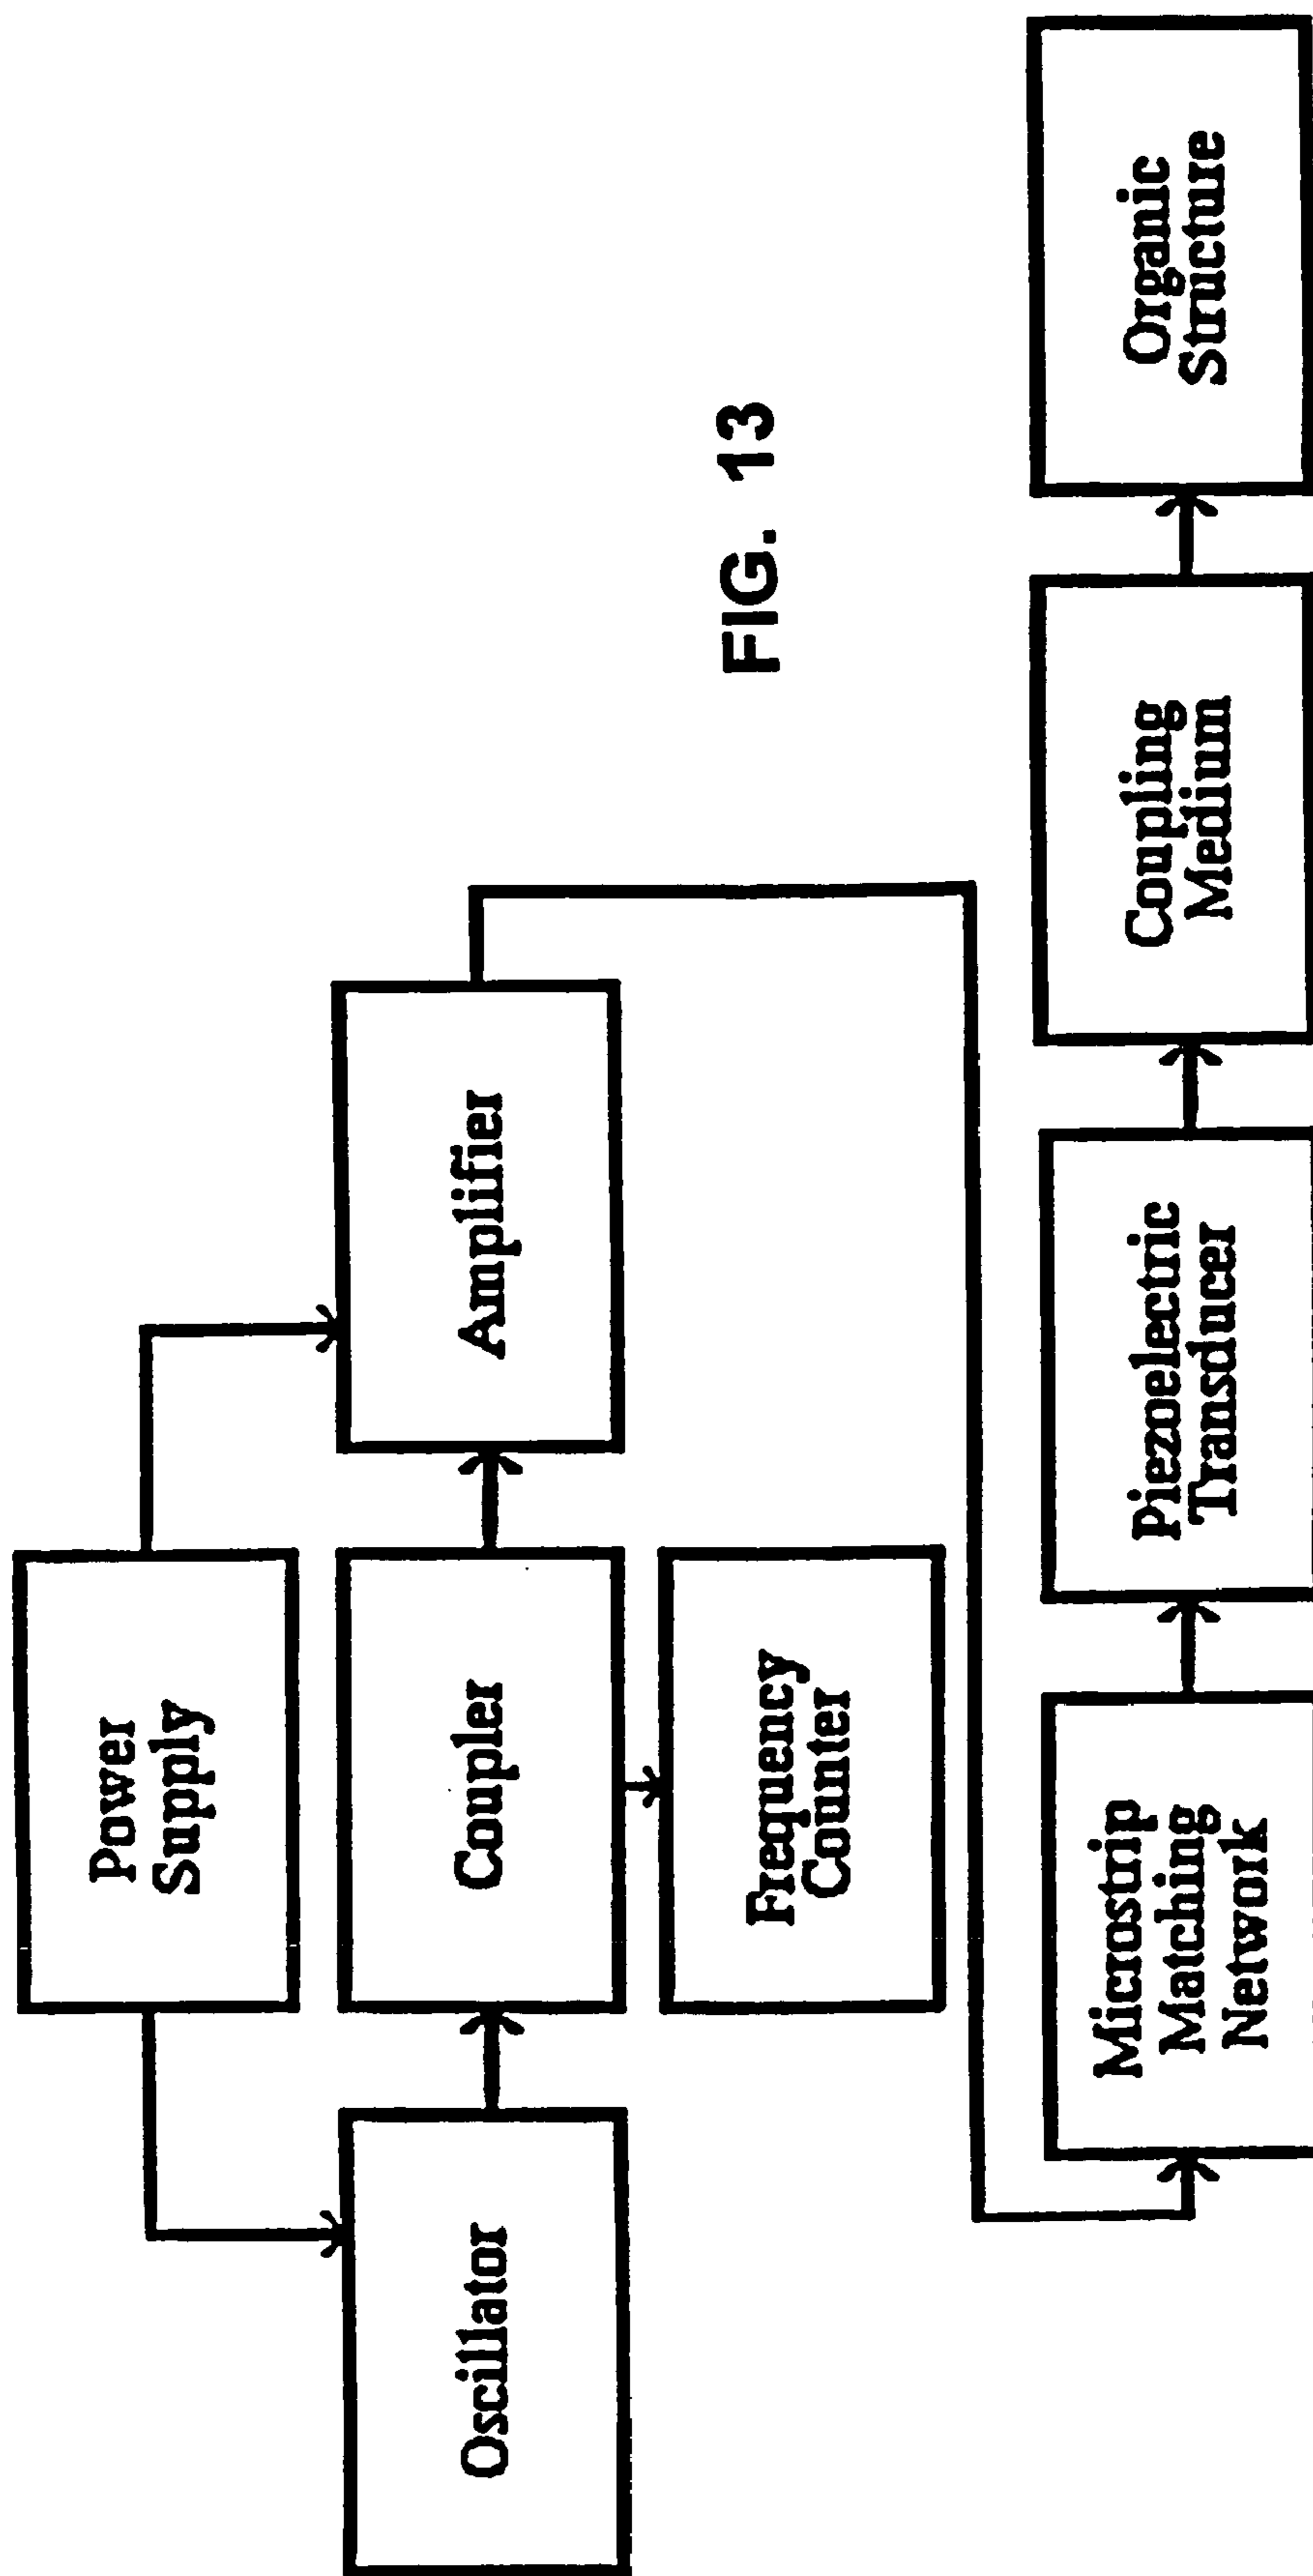 Power
Supply
Oscillator
Coupler
Amplifier
Frequency
Counter
FIG. 13
Microstrip
Matching
Network
Piezoelectric
Transducer
Coupling
Medium
Organic
Structure